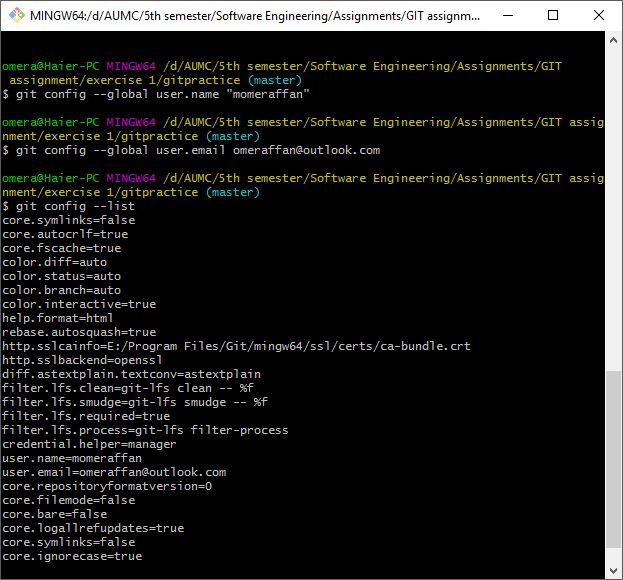 MINGW64:/d/AUMC/5th semester/Software Engineering/Assignments/GIT assignm...
omera@Haier-PC MINGW64 /d/AUMC/5th semester/Software Engineering/Assignments/GIT
 assignment/exercise 1/gitpractice (master)
$ git config --global user.name "momeraffan"
omera@Haier-PC MINGW64 /d/AUMC/5th semester/Software Engineering/Assignments/GIT assig
nment/exercise 1/gitpractice (master)
$ git config --global user.email omeraffan@outlook.com
omera@Haier-PC MINGW64 /d/AUMC/5th semester/Software Engineering/Assignments/GIT assig
nment/exercise 1/gitpractice (master)
$ git config --list
core.symlinks=false
core.autocrlf=true
core.fscache=true
color.diff=auto
color.status=auto
color.branch=auto
color.interactive=true
help.format=html
rebase.autosquash=true
http.sslcainfo=E:/Program Files/Git/mingw64/ssl/certs/ca-bundle.crt
http.sslbackend=openssl
diff.astextplain.textconv=astextplain
filter.lfs.clean=git-lfs clean -- %f
filter.lfs.smudge=git-lfs smudge -- %f
filter.lfs.required=true
filter.lfs.process=git-lfs filter-process
credential.helper=manager
user.name=momeraffan
user.email=omeraffan@outlook.com
core.repositoryformatversion=0
core.filemode=false
core.bare=false
core.logallrefupdates=true
core.symlinks=false
core.ignorecase=true